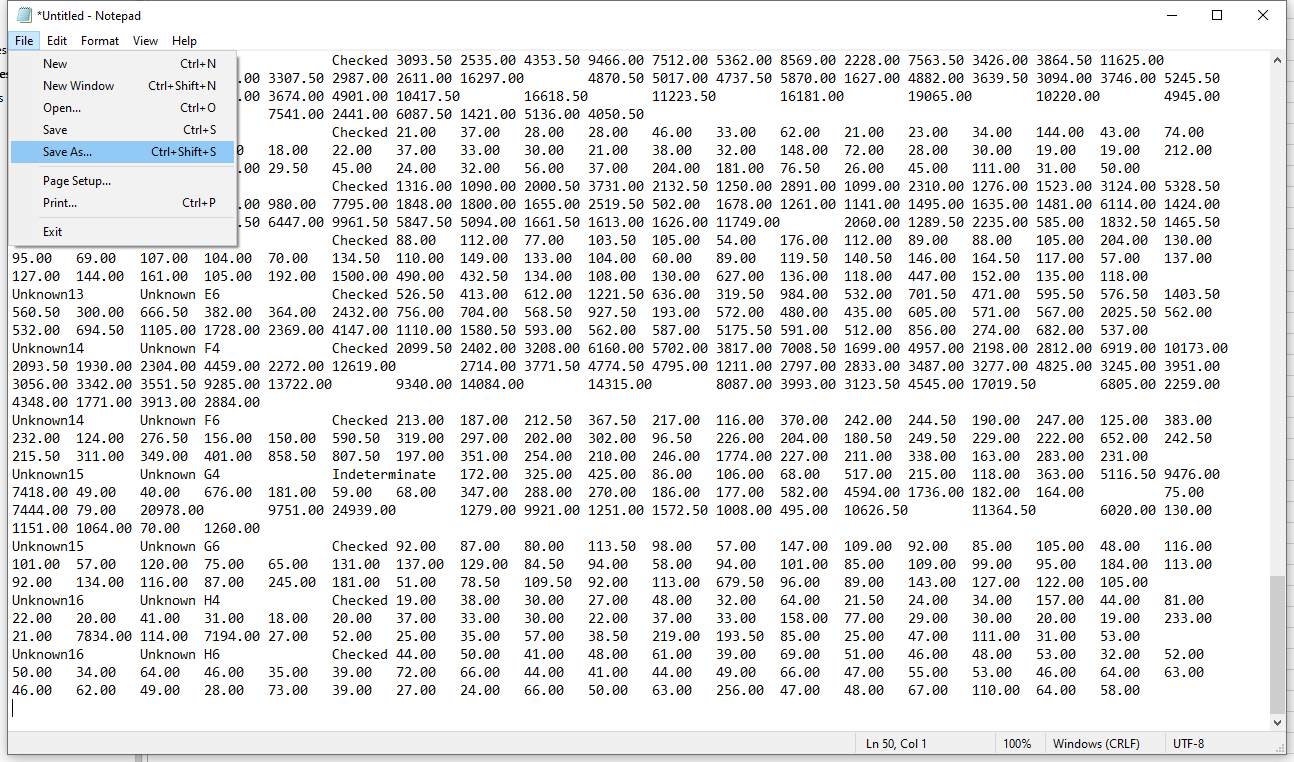 *Untitled - Notepad
File Edit Format View Help
New Ctrl+N
New Window Ctrl+Shift+N
Open... Ctrl+O
Save Ctrl+S
Save As... Ctrl+Shift+S
Page Setup...
Print... Ctrl+P
Exit
Checked 3093.50 2535.00 4353.50 9466.00 7512.00 5362.00 8569.00 2228.00 7563.50 3426.00 3864.50 11625.00
.00 3307.50 2987.00 2611.00 16297.00 4870.50 5017.00 4737.50 5870.00 1627.00 4882.00 3639.50 3094.00 3746.00 5245.50
.00 3674.00 4901.00 10417.50 16618.50 11223.50 16181.00 19065.00 10220.00 4945.00
7541.00 2441.00 6087.50 1421.00 5136.00 4050.50
Checked 21.00 37.00 28.00 28.00 46.00 33.00 62.00 21.00 23.00 34.00 144.00 43.00 74.00
0 18.00 22.00 37.00 33.00 30.00 21.00 38.00 32.00 148.00 72.00 28.00 30.00 19.00 19.00 212.00
.00 29.50 45.00 24.00 32.00 56.00 37.00 204.00 181.00 76.50 26.00 45.00 111.00 31.00 50.00
Checked 1316.00 1090.00 2000.50 3731.00 2132.50 1250.00 2891.00 1099.00 2310.00 1276.00 1523.00 3124.00 5328.50
.00 980.00 7795.00 1848.00 1800.00 1655.00 2519.50 502.00 1678.00 1261.00 1141.00 1495.00 1635.00 1481.00 6114.00 1424.00
.50 6447.00 9961.50 5847.50 5094.00 1661.50 1613.00 1626.00 11749.00 2060.00 1289.50 2235.00 585.00 1832.50 1465.50
Checked 88.00 112.00 77.00 103.50 105.00 54.00 176.00 112.00 89.00 88.00 105.00 204.00 130.00
95.00 69.00 107.00 104.00 70.00 134.50 110.00 149.00 133.00 104.00 60.00 89.00 119.50 140.50 146.00 164.50 117.00 57.00 137.00
127.00 144.00 161.00 105.00 192.00 1500.00 490.00 432.50 134.00 108.00 130.00 627.00 136.00 118.00 447.00 152.00 135.00 118.00
Unknown13 Unknown E6 Checked 526.50 413.00 612.00 1221.50 636.00 319.50 984.00 532.00 701.50 471.00 595.50 576.50 1403.50
560.50 300.00 666.50 382.00 364.00 2432.00 756.00 704.00 568.50 927.50 193.00 572.00 480.00 435.00 605.00 571.00 567.00 2025.50 562.00
532.00 694.50 1105.00 1728.00 2369.00 4147.00 1110.00 1580.50 593.00 562.00 587.00 5175.50 591.00 512.00 856.00 274.00 682.00 537.00
Unknown14 Unknown F4 Checked 2099.50 2402.00 3208.00 6160.00 5702.00 3817.00 7008.50 1699.00 4957.00 2198.00 2812.00 6919.00 10173.00
2093.50 1930.00 2304.00 4459.00 2272.00 12619.00 2714.00 3771.50 4774.50 4795.00 1211.00 2797.00 2833.00 3487.00 3277.00 4825.00 3245.00 3951.00
3056.00 3342.00 3551.50 9285.00 13722.00 9340.00 14084.00 14315.00 8087.00 3993.00 3123.50 4545.00 17019.50 6805.00 2259.00
4348.00 1771.00 3913.00 2884.00
Unknown14 Unknown F6 Checked 213.00 187.00 212.50 367.50 217.00 116.00 370.00 242.00 244.50 190.00 247.00 125.00 383.00
232.00 124.00 276.50 156.00 150.00 590.50 319.00 297.00 202.00 302.00 96.50 226.00 204.00 180.50 249.50 229.00 222.00 652.00 242.50
215.50 311.00 349.00 401.00 858.50 807.50 197.00 351.00 254.00 210.00 246.00 1774.00 227.00 211.00 338.00 163.00 283.00 231.00
Unknown15 Unknown G4 Indeterminate 172.00 325.00 425.00 86.00 106.00 68.00 517.00 215.00 118.00 363.00 5116.50 9476.00
7418.00 49.00 40.00 676.00 181.00 59.00 68.00 347.00 288.00 270.00 186.00 177.00 582.00 4594.00 1736.00 182.00 164.00 75.00
7444.00 79.00 20978.00 9751.00 24939.00 1279.00 9921.00 1251.00 1572.50 1008.00 495.00 10626.50 11364.50 6020.00 130.00
1151.00 1064.00 70.00 1260.00
Unknown15 Unknown G6 Checked 92.00 87.00 80.00 113.50 98.00 57.00 147.00 109.00 92.00 85.00 105.00 48.00 116.00
101.00 57.00 120.00 75.00 65.00 131.00 137.00 129.00 84.50 94.00 58.00 94.00 101.00 85.00 109.00 99.00 95.00 184.00 113.00
92.00 134.00 116.00 87.00 245.00 181.00 51.00 78.50 109.50 92.00 113.00 679.50 96.00 89.00 143.00 127.00 122.00 105.00
Unknown16 Unknown H4 Checked 19.00 38.00 30.00 27.00 48.00 32.00 64.00 21.50 24.00 34.00 157.00 44.00 81.00
22.00 20.00 41.00 31.00 18.00 20.00 37.00 33.00 30.00 22.00 37.00 33.00 158.00 77.00 29.00 30.00 20.00 19.00 233.00
21.00 7834.00 114.00 7194.00 27.00 52.00 25.00 35.00 57.00 38.50 219.00 193.50 85.00 25.00 47.00 111.00 31.00 53.00
Unknown16 Unknown H6 Checked 44.00 50.00 41.00 48.00 61.00 39.00 69.00 51.00 46.00 48.00 53.00 32.00 52.00
50.00 34.00 64.00 46.00 35.00 39.00 72.00 66.00 44.00 41.00 44.00 49.00 66.00 47.00 55.00 53.00 46.00 64.00 63.00
46.00 62.00 49.00 28.00 73.00 39.00 27.00 24.00 66.00 50.00 63.00 256.00 47.00 48.00 67.00 110.00 64.00 58.00
Ln 50, Col 1 100% Windows (CRLF) UTF-8